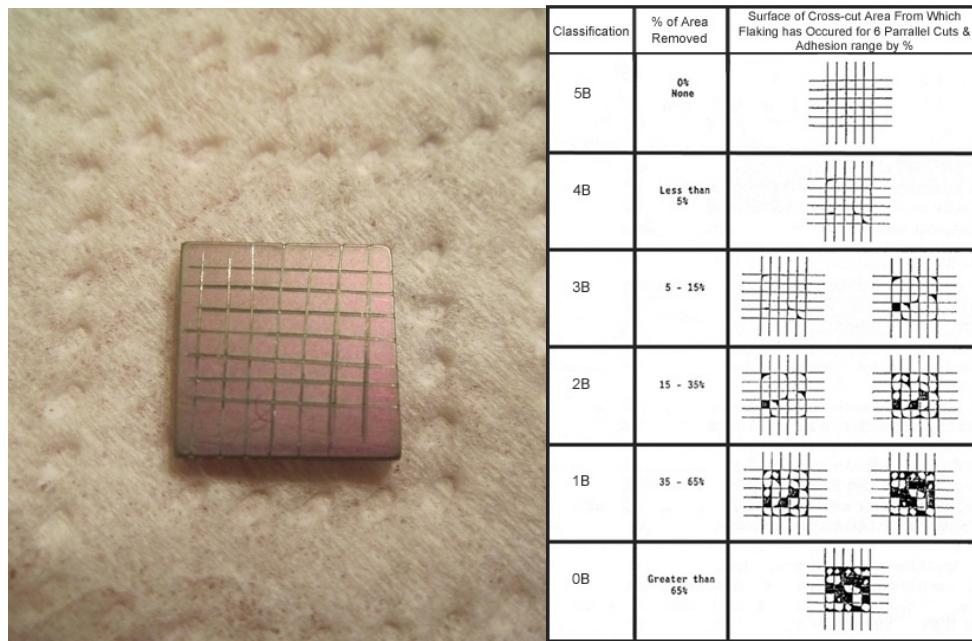 Classification
% of Area
Removed
Surface of Cross-cut Area From Which
Flaking has Occured for 6 Parrallel Cuts &
Adhesion range by %
5B
0%
None
4B
Less than
5%
3B
5 - 15%
2B
15 - 35%
1B
35 - 65%
0B
Greater than
65%